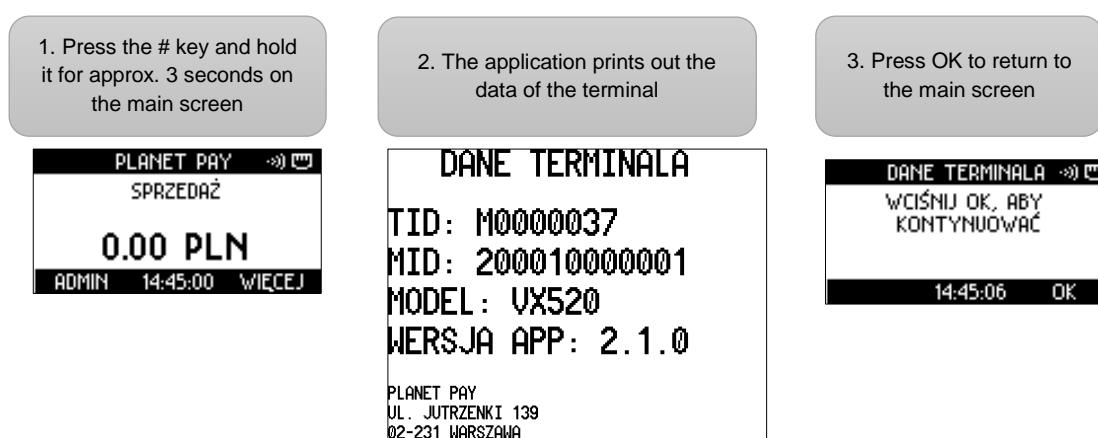 1. Press the # key and hold
it for approx. 3 seconds on
the main screen
PLANET PAY
SPRZEDAŻ
0.00 PLN
ADMIN 14:45:00 WIĘCEJ
2. The application prints out the
data of the terminal
DANE TERMINALA
TID: M0000037
MID: 200010000001
MODEL: VX520
WERSJA APP: 2.1.0
PLANET PAY
UL. JUTRZENKI 139
02-231 WARSZAWA
3. Press OK to return to
the main screen
DANE TERMINALA
WCIŚNIJ OK, ABY
KONTYNUOWAĆ
14:45:06 OK